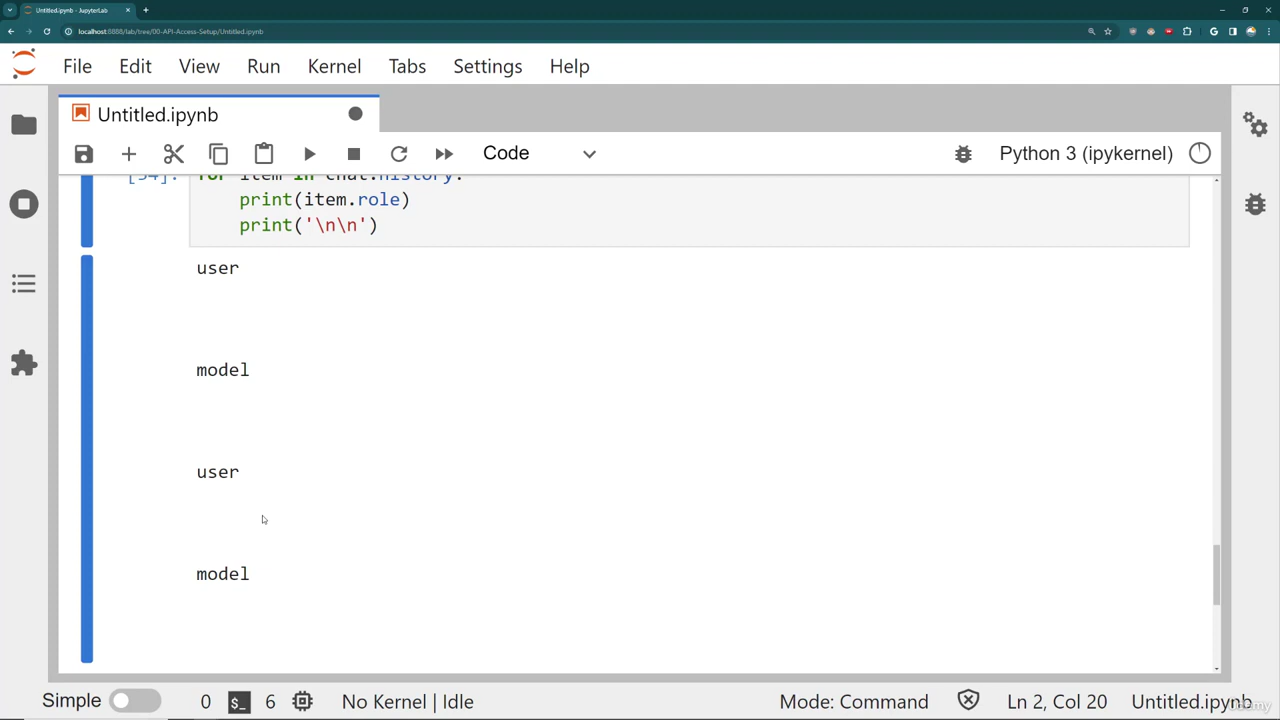 Untitled.ipynb - JupyterLab
localhost:8888/lab/tree/00-API-Access-Setup/Untitled.ipynb
File Edit View Run Kernel Tabs Settings Help
Untitled.ipynb
Code Python 3 (ipykernel)
[54]: for item in chat.history:
print(item.role)
print('\n\n')
user
model
user
model
Simple 0 $_ 6 No Kernel | Idle Mode: Command Ln 2, Col 20 Untitled.ipynb
Udemy